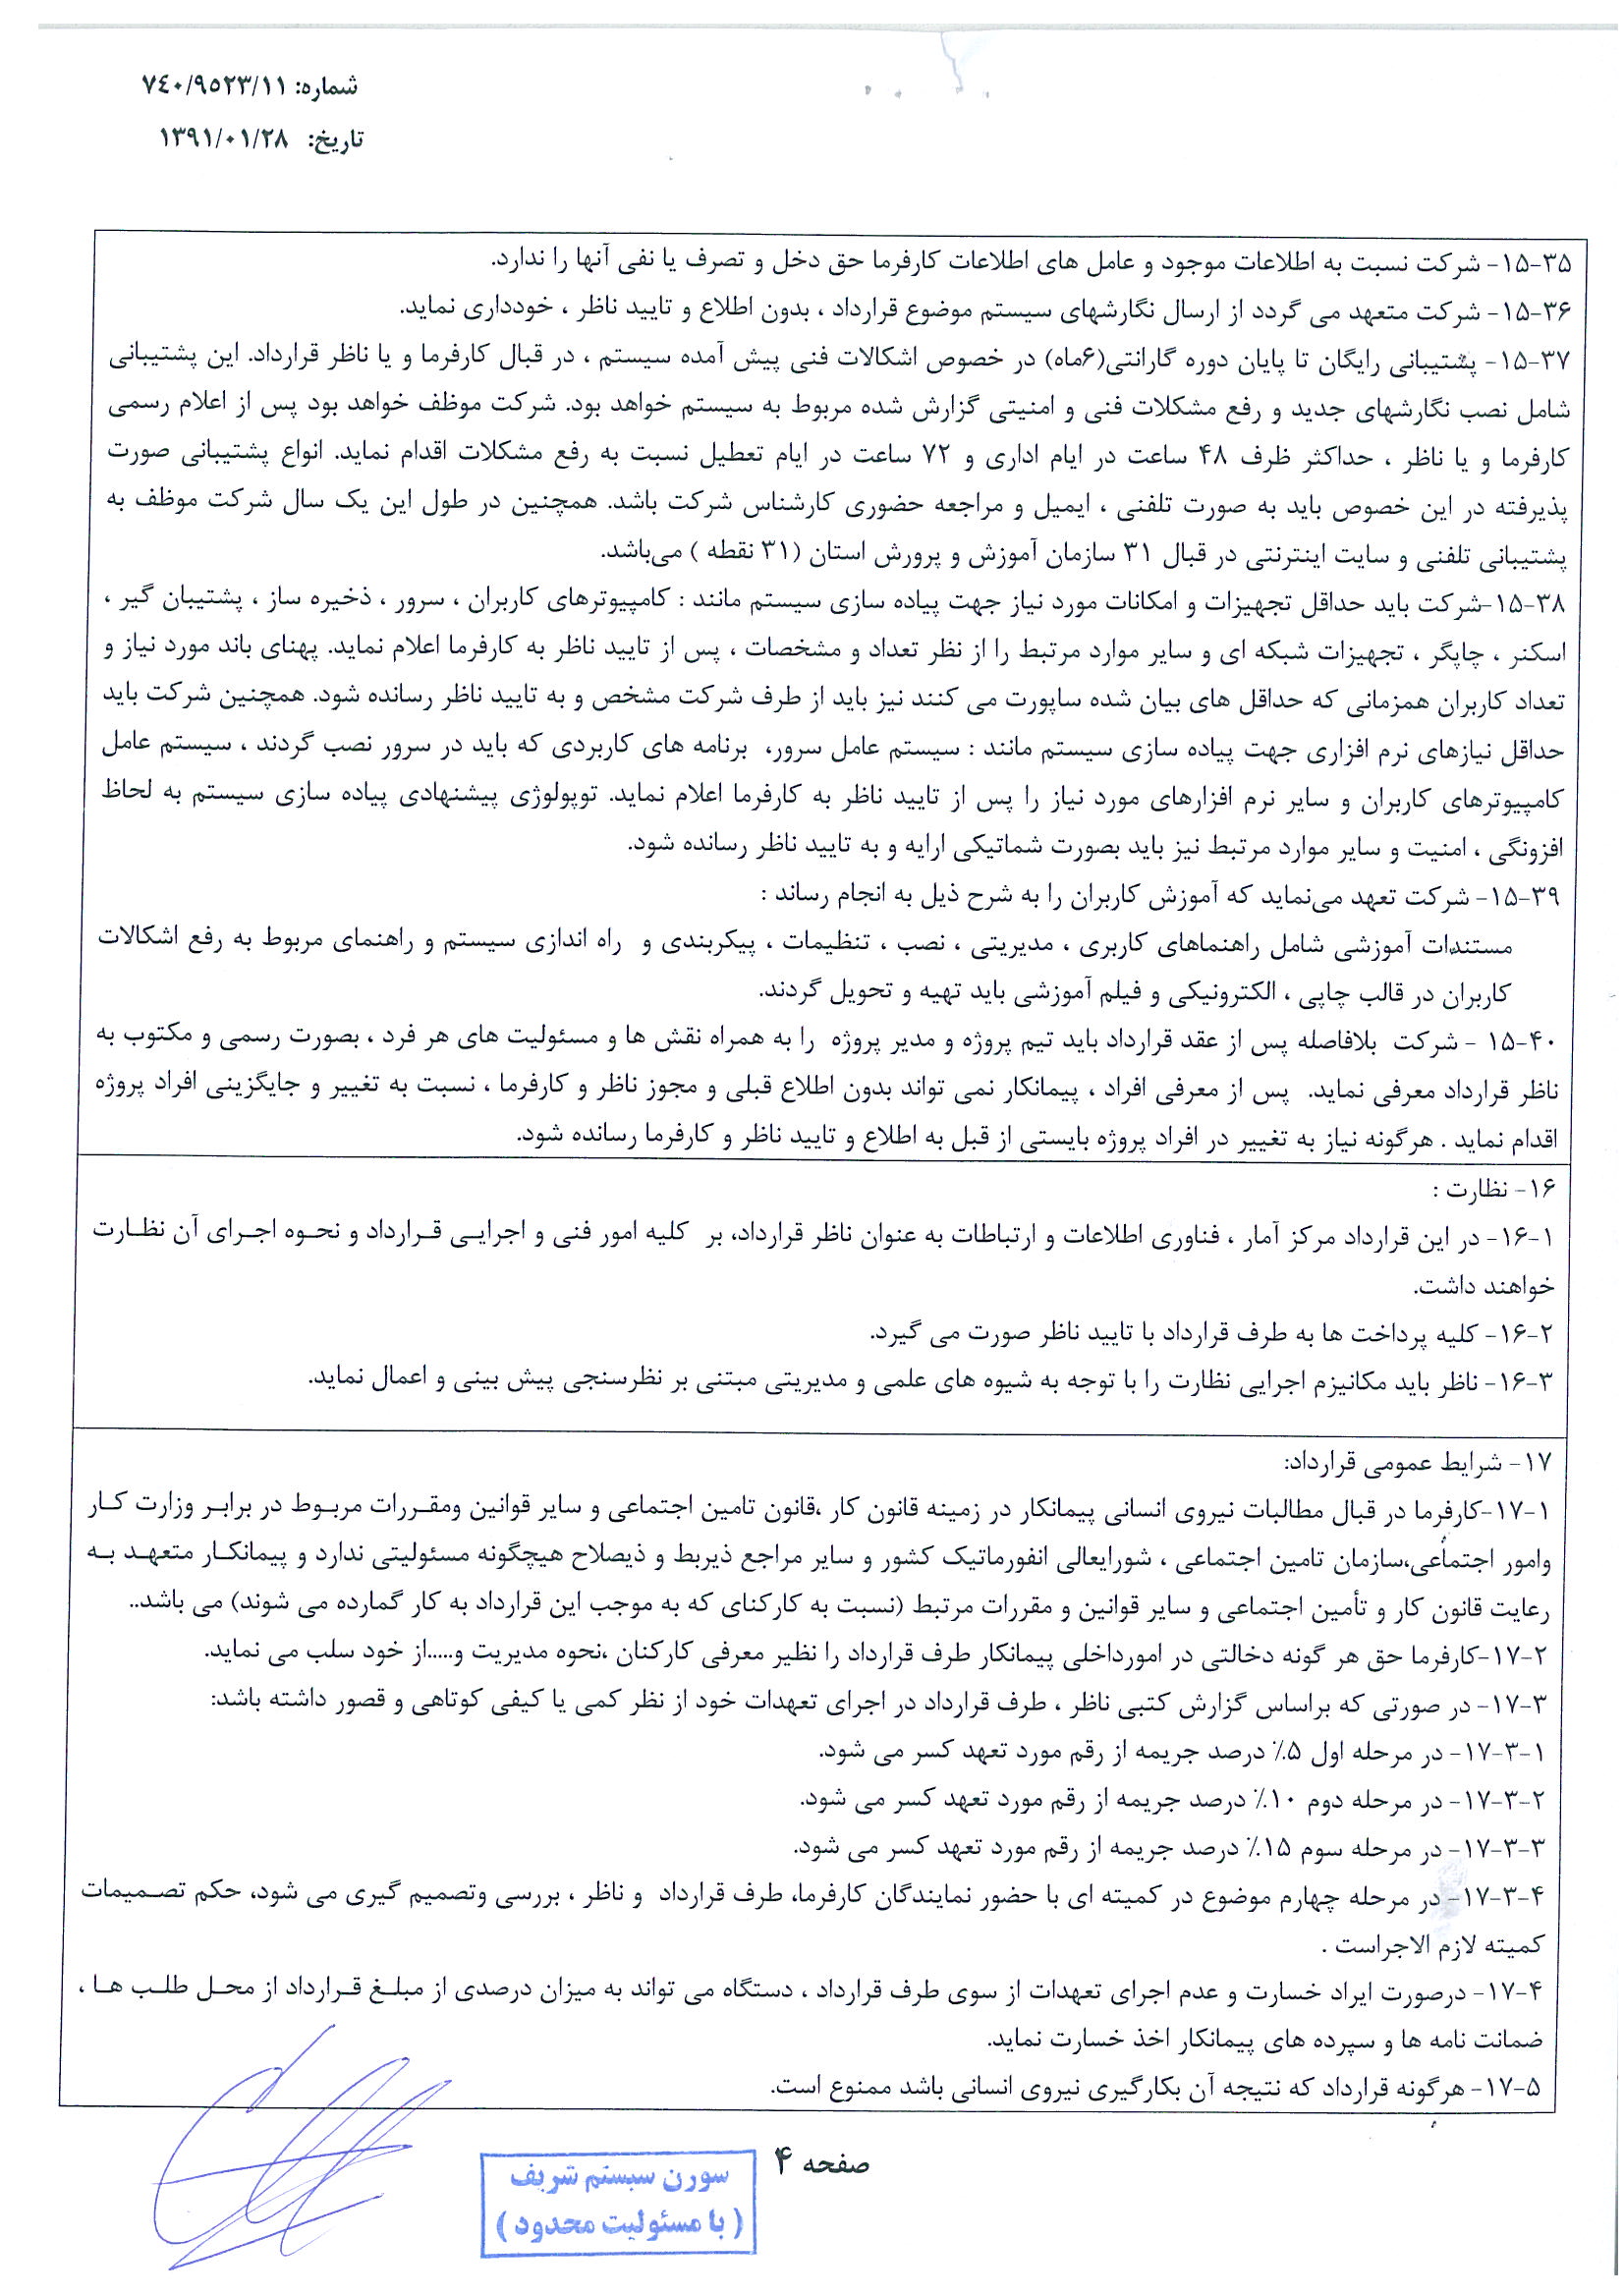 شماره: ۷۴۰/۹۵۲۳/۱۱
تاریخ: ۱۳۹۱/۰۱/۲۸
۱۵-۳۵- شرکت نسبت به اطلاعات موجود و عامل های اطلاعات کارفرما حق دخل و تصرف یا نفی آنها را ندارد.
۱۵-۳۶- شرکت متعهد می گردد از ارسال نگارشهای سیستم موضوع قرارداد ، بدون اطلاع و تایید ناظر ، خودداری نماید.
۱۵-۳۷- پشتیبانی رایگان تا پایان دوره گارانتی(۶ماه) در خصوص اشکالات فنی پیش آمده سیستم ، در قبال کارفرما و یا ناظر قرارداد. این پشتیبانی
شامل نصب نگارشهای جدید و رفع مشکلات فنی و امنیتی گزارش شده مربوط به سیستم خواهد بود. شرکت موظف خواهد بود پس از اعلام رسمی
کارفرما و یا ناظر ، حداکثر ظرف ۴۸ ساعت در ایام اداری و ۷۲ ساعت در ایام تعطیل نسبت به رفع مشکلات اقدام نماید. انواع پشتیبانی صورت
پذیرفته در این خصوص باید به صورت تلفنی ، ایمیل و مراجعه حضوری کارشناس شرکت باشد. همچنین در طول این یک سال شرکت موظف به
پشتیبانی تلفنی و سایت اینترنتی در قبال ۳۱ سازمان آموزش و پرورش استان (۳۱ نقطه ) می‌باشد.
۱۵-۳۸-شرکت باید حداقل تجهیزات و امکانات مورد نیاز جهت پیاده سازی سیستم مانند : کامپیوترهای کاربران ، سرور ، ذخیره ساز ، پشتیبان گیر ،
اسکنر ، چاپگر ، تجهیزات شبکه ای و سایر موارد مرتبط را از نظر تعداد و مشخصات ، پس از تایید ناظر به کارفرما اعلام نماید. پهنای باند مورد نیاز و
تعداد کاربران همزمانی که حداقل های بیان شده ساپورت می کنند نیز باید از طرف شرکت مشخص و به تایید ناظر رسانده شود. همچنین شرکت باید
حداقل نیازهای نرم افزاری جهت پیاده سازی سیستم مانند : سیستم عامل سرور، برنامه های کاربردی که باید در سرور نصب گردند ، سیستم عامل
کامپیوترهای کاربران و سایر نرم افزارهای مورد نیاز را پس از تایید ناظر به کارفرما اعلام نماید. توپولوژی پیشنهادی پیاده سازی سیستم به لحاظ
افزونگی ، امنیت و سایر موارد مرتبط نیز باید بصورت شماتیکی ارایه و به تایید ناظر رسانده شود.
۱۵-۳۹- شرکت تعهد می‌نماید که آموزش کاربران را به شرح ذیل به انجام رساند :
مستندات آموزشی شامل راهنماهای کاربری ، مدیریتی ، نصب ، تنظیمات ، پیکربندی و راه اندازی سیستم و راهنمای مربوط به رفع اشکالات
کاربران در قالب چاپی ، الکترونیکی و فیلم آموزشی باید تهیه و تحویل گردند.
۱۵-۴۰ - شرکت بلافاصله پس از عقد قرارداد باید تیم پروژه و مدیر پروژه را به همراه نقش ها و مسئولیت های هر فرد ، بصورت رسمی و مکتوب به
ناظر قرارداد معرفی نماید. پس از معرفی افراد ، پیمانکار نمی تواند بدون اطلاع قبلی و مجوز ناظر و کارفرما ، نسبت به تغییر و جایگزینی افراد پروژه
اقدام نماید . هرگونه نیاز به تغییر در افراد پروژه بایستی از قبل به اطلاع و تایید ناظر و کارفرما رسانده شود.
۱۶- نظارت :
۱۶-۱- در این قرارداد مرکز آمار ، فناوری اطلاعات و ارتباطات به عنوان ناظر قرارداد، بر کلیه امور فنی و اجرایـی قـرارداد و نحـوه اجـرای آن نظـارت
خواهند داشت.
۱۶-۲- کلیه پرداخت ها به طرف قرارداد با تایید ناظر صورت می گیرد.
۱۶-۳- ناظر باید مکانیزم اجرایی نظارت را با توجه به شیوه های علمی و مدیریتی مبتنی بر نظرسنجی پیش بینی و اعمال نماید.
۱۷- شرایط عمومی قرارداد:
۱۷-۱-کارفرما در قبال مطالبات نیروی انسانی پیمانکار در زمینه قانون کار ،قانون تامین اجتماعی و سایر قوانین ومقـررات مربـوط در برابـر وزارت کـار
وامور اجتماعی،سازمان تامین اجتماعی ، شورایعالی انفورماتیک کشور و سایر مراجع ذیربط و ذیصلاح هیچگونه مسئولیتی ندارد و پیمانکـار متعهـد بـه
رعایت قانون کار و تأمین اجتماعی و سایر قوانین و مقررات مرتبط (نسبت به کارکنای که به موجب این قرارداد به کار گمارده می شوند) می باشد..
۱۷-۲-کارفرما حق هر گونه دخالتی در امورداخلی پیمانکار طرف قرارداد را نظیر معرفی کارکنان ،نحوه مدیریت و.....از خود سلب می نماید.
۱۷-۳- در صورتی که براساس گزارش کتبی ناظر ، طرف قرارداد در اجرای تعهدات خود از نظر کمی یا کیفی کوتاهی و قصور داشته باشد:
۱۷-۳-۱- در مرحله اول ۵٪ درصد جریمه از رقم مورد تعهد کسر می شود.
۱۷-۳-۲- در مرحله دوم ۱۰٪ درصد جریمه از رقم مورد تعهد کسر می شود.
۱۷-۳-۳- در مرحله سوم ۱۵٪ درصد جریمه از رقم مورد تعهد کسر می شود.
۱۷-۳-۴- در مرحله چهارم موضوع در کمیته ای با حضور نمایندگان کارفرما، طرف قرارداد و ناظر ، بررسی وتصمیم گیری می شود، حکم تصـمیمات
کمیته لازم الاجراست .
۱۷-۴- درصورت ایراد خسارت و عدم اجرای تعهدات از سوی طرف قرارداد ، دستگاه می تواند به میزان درصدی از مبلـغ قـرارداد از محـل طلـب هـا ،
ضمانت نامه ها و سپرده های پیمانکار اخذ خسارت نماید.
۱۷-۵- هرگونه قرارداد که نتیجه آن بکارگیری نیروی انسانی باشد ممنوع است.
صفحه ۴
سورن سیستم شریف
( با مسئولیت محدود )